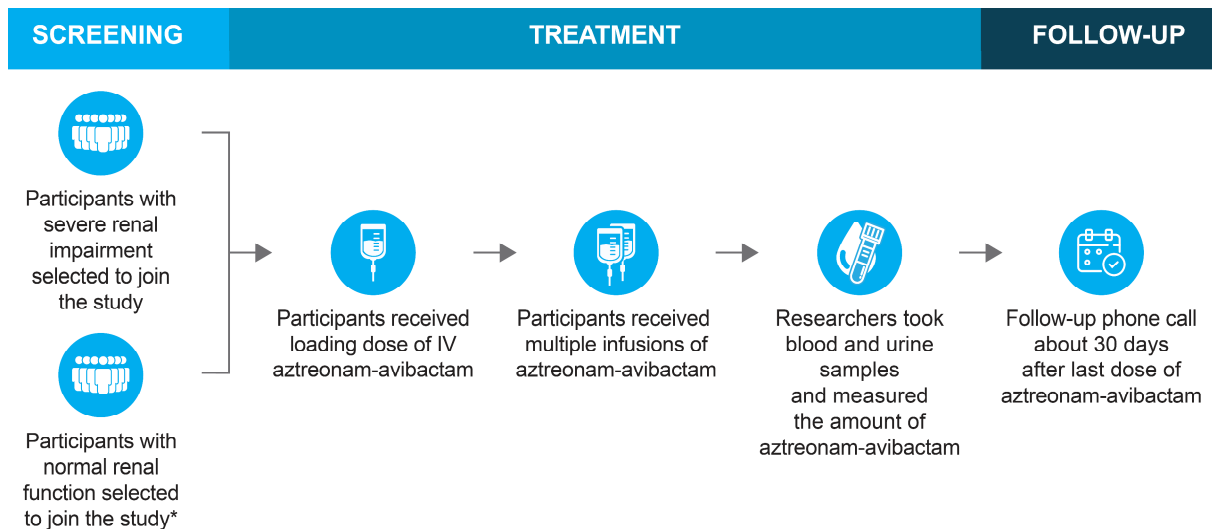 SCREENING
TREATMENT
FOLLOW-UP
Participants with
severe renal
impairment
selected to join
the study
Participants with
normal renal
function selected
to join the study*
Participants received
loading dose of IV
aztreonam-avibactam
Participants received
multiple infusions of
aztreonam-avibactam
Researchers took
blood and urine
samples
and measured
the amount of
aztreonam-avibactam
Follow-up phone call
about 30 days
after last dose of
aztreonam-avibactam